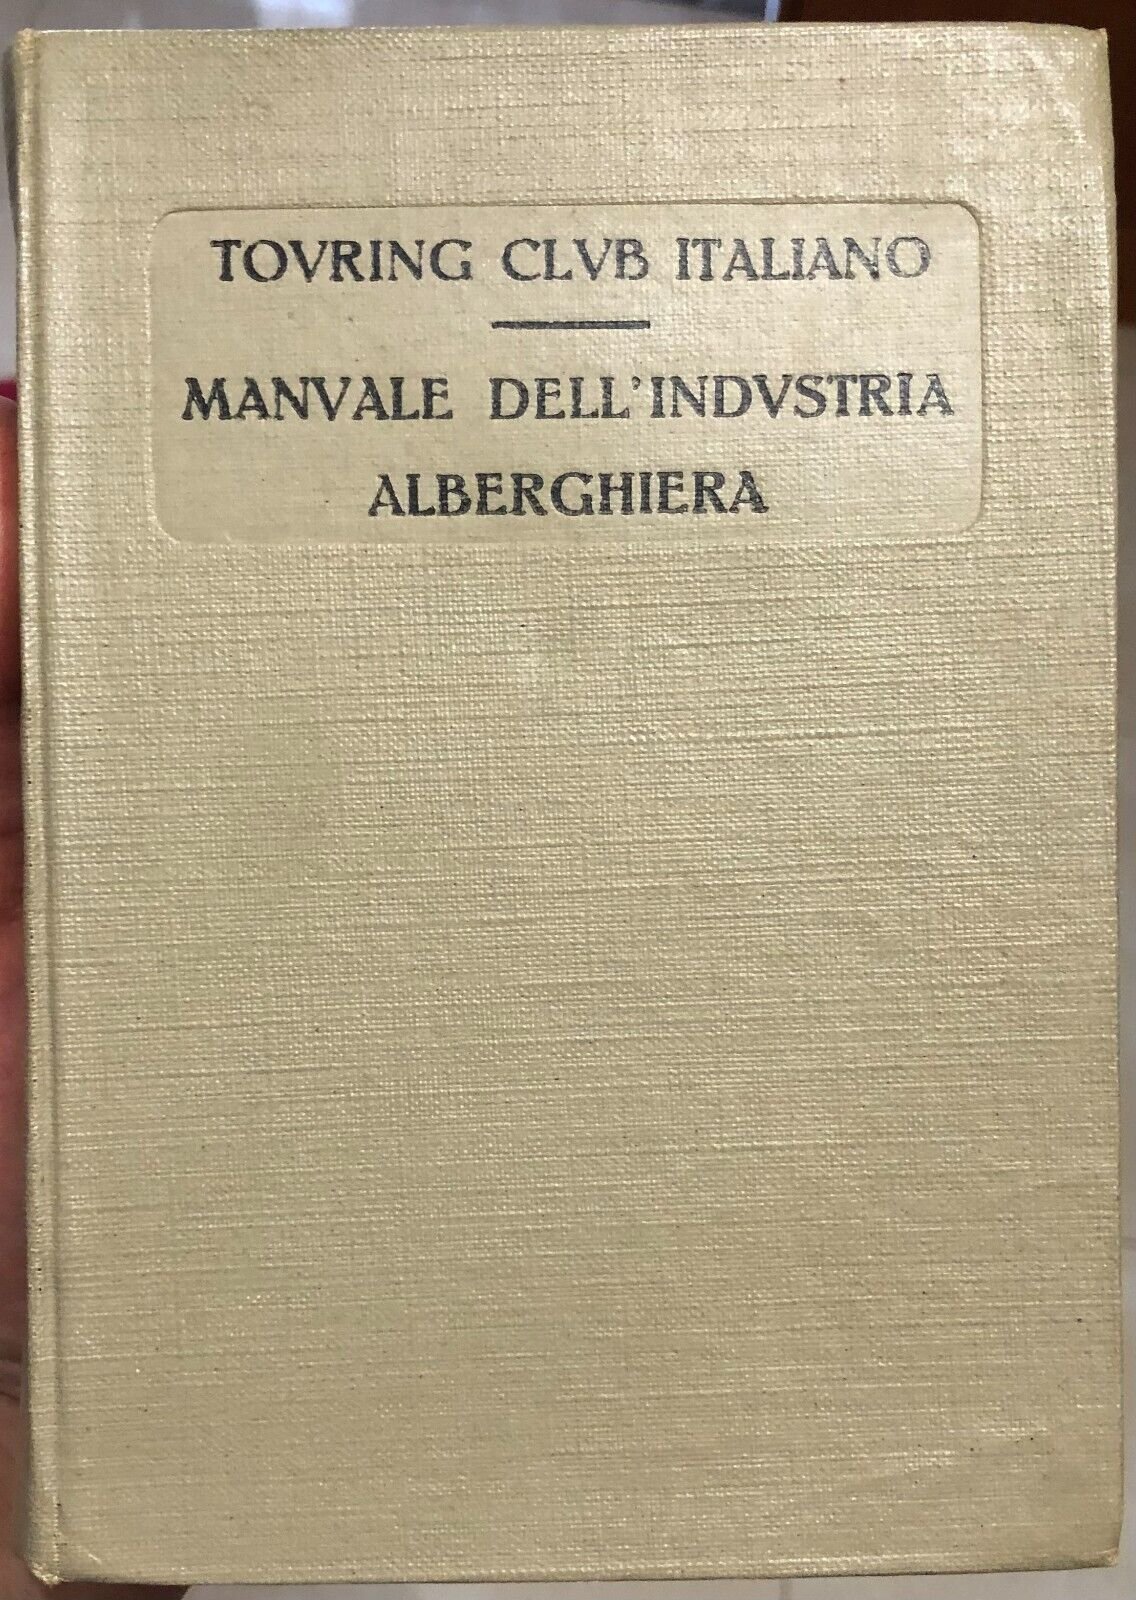 TOVRING CLVB ITALIANO
MANVALE DELL'INDVSTRIA
ALBERGHIERA